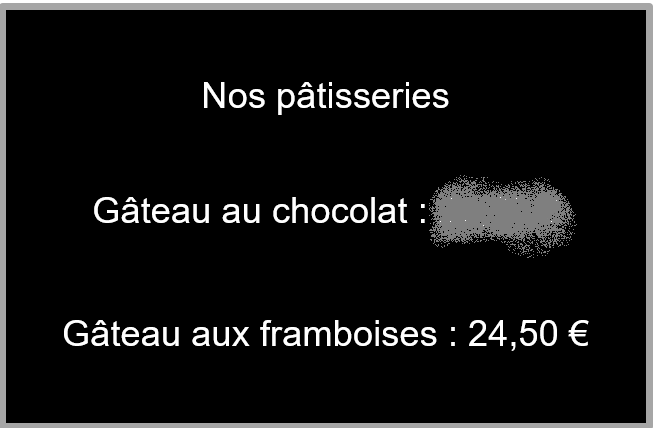 Nos pâtisseries
Gâteau au chocolat :
Gâteau aux framboises : 24,50 €